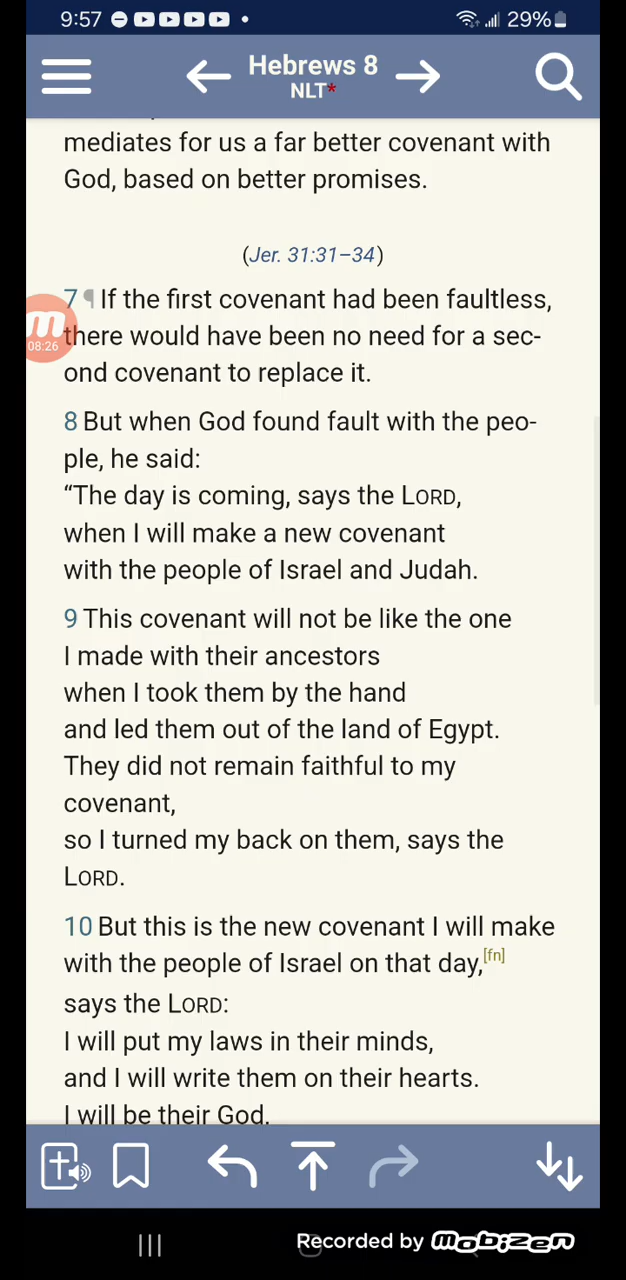 9:57
29%
Hebrews 8
NLT*
mediates for us a far better covenant with
God, based on better promises.
(Jer. 31:31–34)
7 ¶ If the first covenant had been faultless,
m
there would have been no need for a sec-
08:26
ond covenant to replace it.
8 But when God found fault with the peo-
ple, he said:
“The day is coming, says the LORD,
when I will make a new covenant
with the people of Israel and Judah.
9 This covenant will not be like the one
I made with their ancestors
when I took them by the hand
and led them out of the land of Egypt.
They did not remain faithful to my
covenant,
so I turned my back on them, says the
LORD.
10 But this is the new covenant I will make
with the people of Israel on that day,[fn]
says the LORD:
I will put my laws in their minds,
and I will write them on their hearts.
I will be their God,
Recorded by mobizen